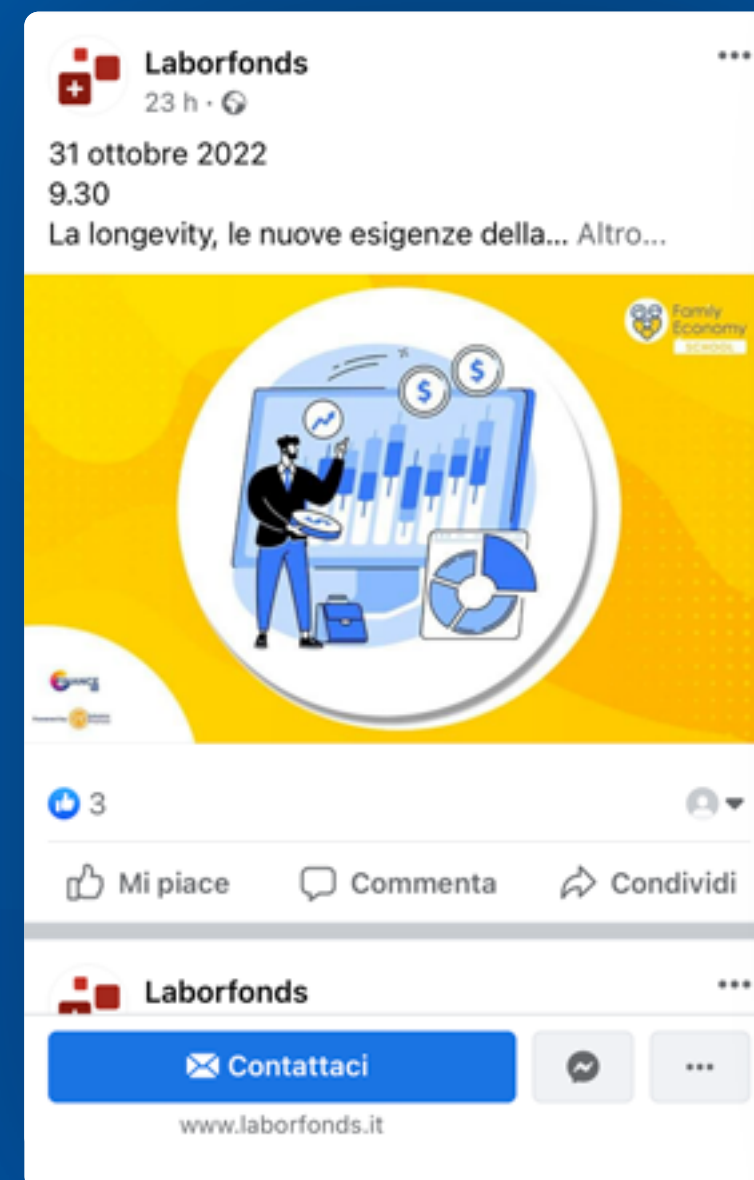 Laborfonds
23 h
31 ottobre 2022
9.30
La longevity, le nuove esigenze della... Altro...
Family
Economy
SCHOOL
3
Mi piace
Commenta
Condividi
Laborfonds
Contattaci
www.laborfonds.it